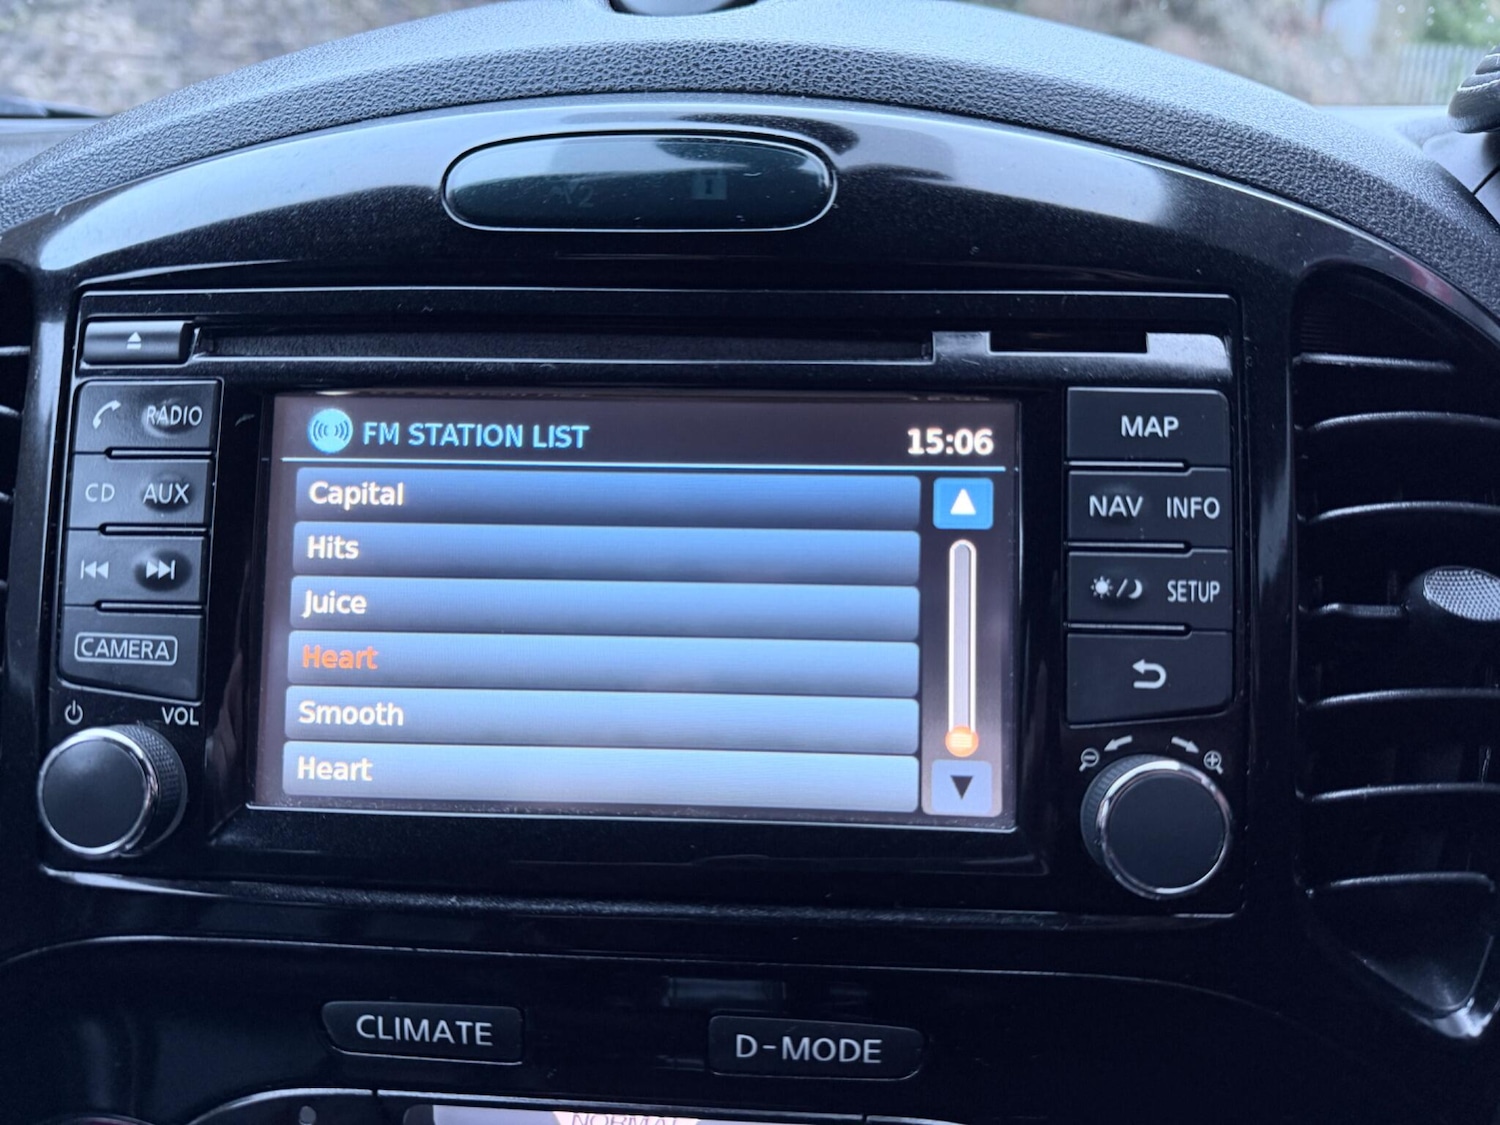 RADIO
CD AUX
CAMERA
VOL
FM STATION LIST 15:06
Capital
Hits
Juice
Heart
Smooth
Heart
MAP
NAV INFO
SETUP
CLIMATE
D-MODE
NORMAL